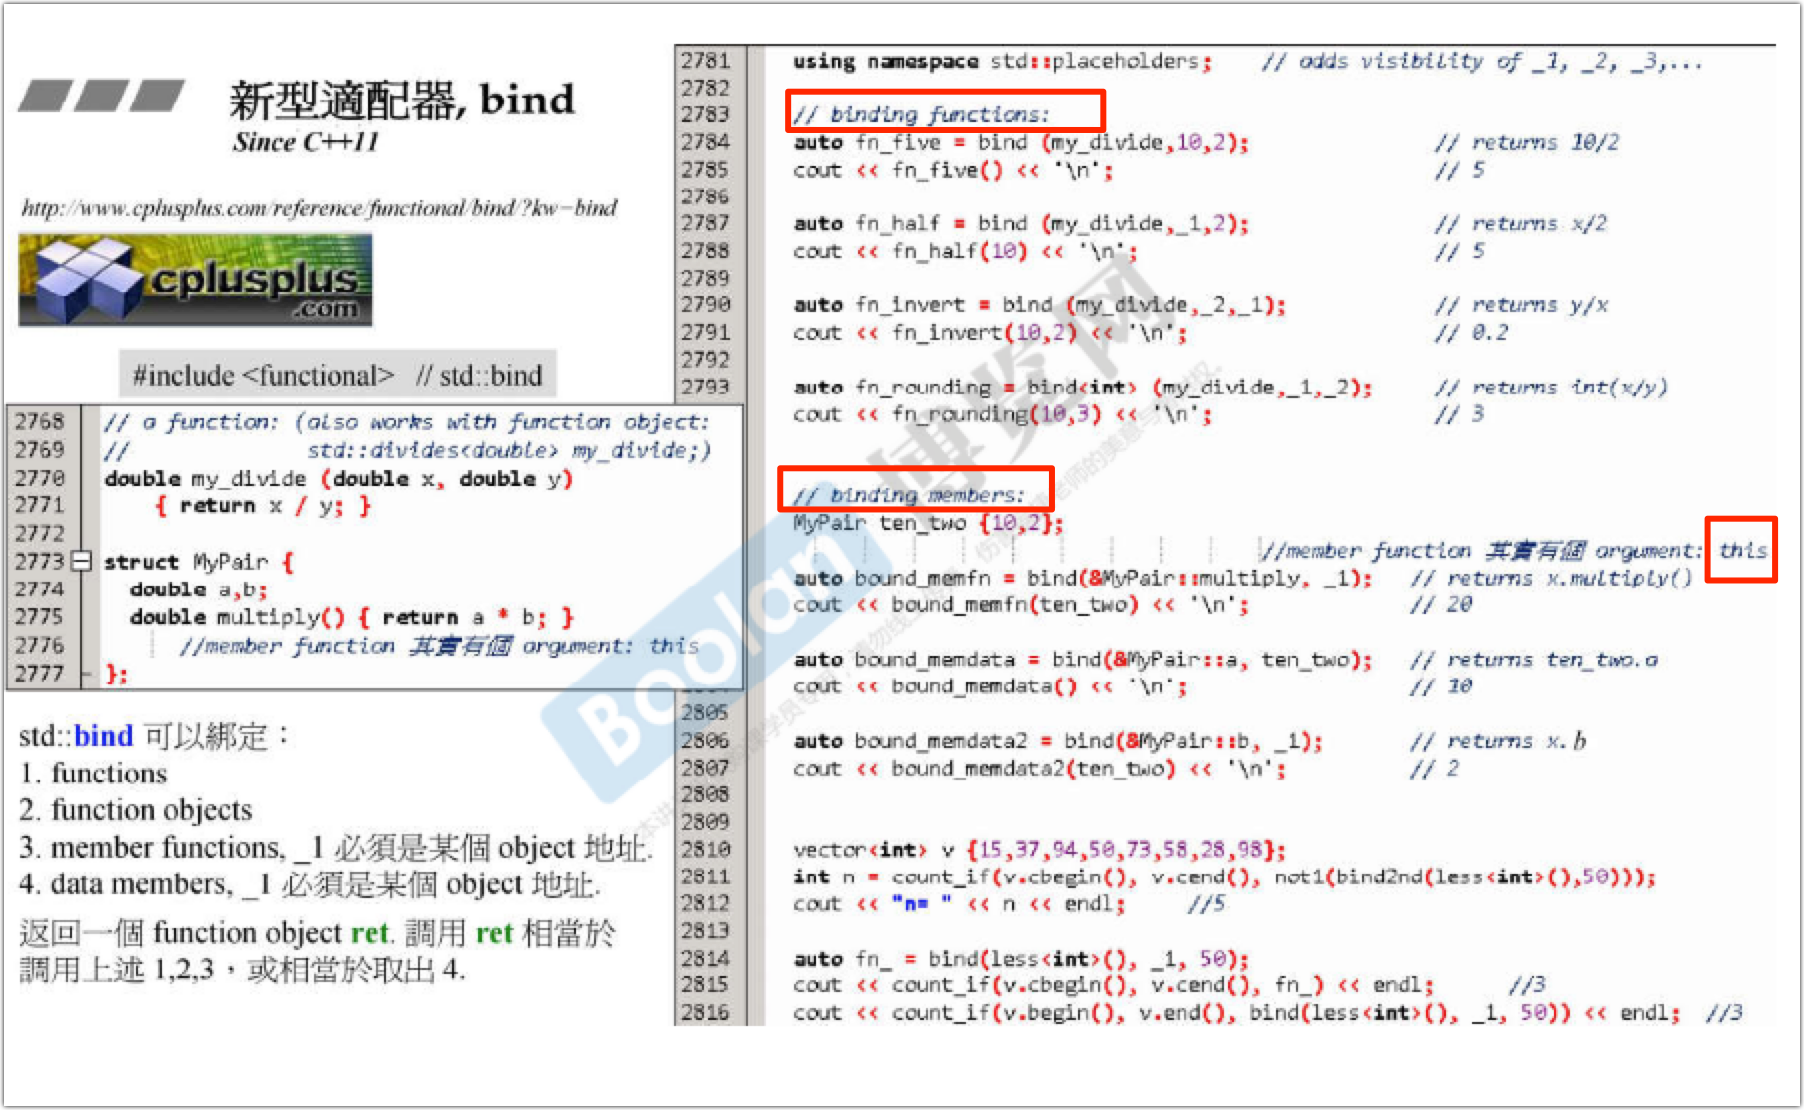 新型適配器, bind
Since C++11
http://www.cplusplus.com/reference/functional/bind/?kw=bind
cplusplus
.com
#include <functional>   // std::bind
2768 // a function: (also works with function object:
2769 //               std::divides<double> my_divide;)
2770 double my_divide (double x, double y)
2771     { return x / y; }
2772
2773 struct MyPair {
2774   double a,b;
2775   double multiply() { return a * b; }
2776       //member function 其實有個 argument: this
2777 };
std::bind 可以綁定：
1. functions
2. function objects
3. member functions, _1 必須是某個 object 地址.
4. data members, _1 必須是某個 object 地址.
返回一個 function object ret. 調用 ret 相當於
調用上述 1,2,3，或相當於取出 4.
2781 using namespace std::placeholders;    // adds visibility of _1, _2, _3,...
2782
2783 // binding functions:
2784 auto fn_five = bind (my_divide,10,2);               // returns 10/2
2785 cout << fn_five() << '\n';                          // 5
2786
2787 auto fn_half = bind (my_divide,_1,2);               // returns x/2
2788 cout << fn_half(10) << '\n';                        // 5
2789
2790 auto fn_invert = bind (my_divide,_2,_1);            // returns y/x
2791 cout << fn_invert(10,2) << '\n';                    // 0.2
2792
2793 auto fn_rounding = bind<int> (my_divide,_1,_2);     // returns int(x/y)
cout << fn_rounding(10,3) << '\n';                  // 3
// binding members:
MyPair ten_two {10,2};
//member function 其實有個 argument: this
auto bound_memfn = bind(&MyPair::multiply, _1);   // returns x.multiply()
cout << bound_memfn(ten_two) << '\n';             // 20
auto bound_memdata = bind(&MyPair::a, ten_two);   // returns ten_two.a
cout << bound_memdata() << '\n';                  // 10
2805
2806 auto bound_memdata2 = bind(&MyPair::b, _1);       // returns x.b
2807 cout << bound_memdata2(ten_two) << '\n';          // 2
2808
2809
2810 vector<int> v {15,37,94,50,73,58,28,98};
2811 int n = count_if(v.cbegin(), v.cend(), not1(bind2nd(less<int>(),50)));
2812 cout << "n= " << n << endl;     //5
2813
2814 auto fn_ = bind(less<int>(), _1, 50);
2815 cout << count_if(v.cbegin(), v.cend(), fn_) << endl;      //3
2816 cout << count_if(v.begin(), v.end(), bind(less<int>(), _1, 50)) << endl;  //3
Boolan
博览网